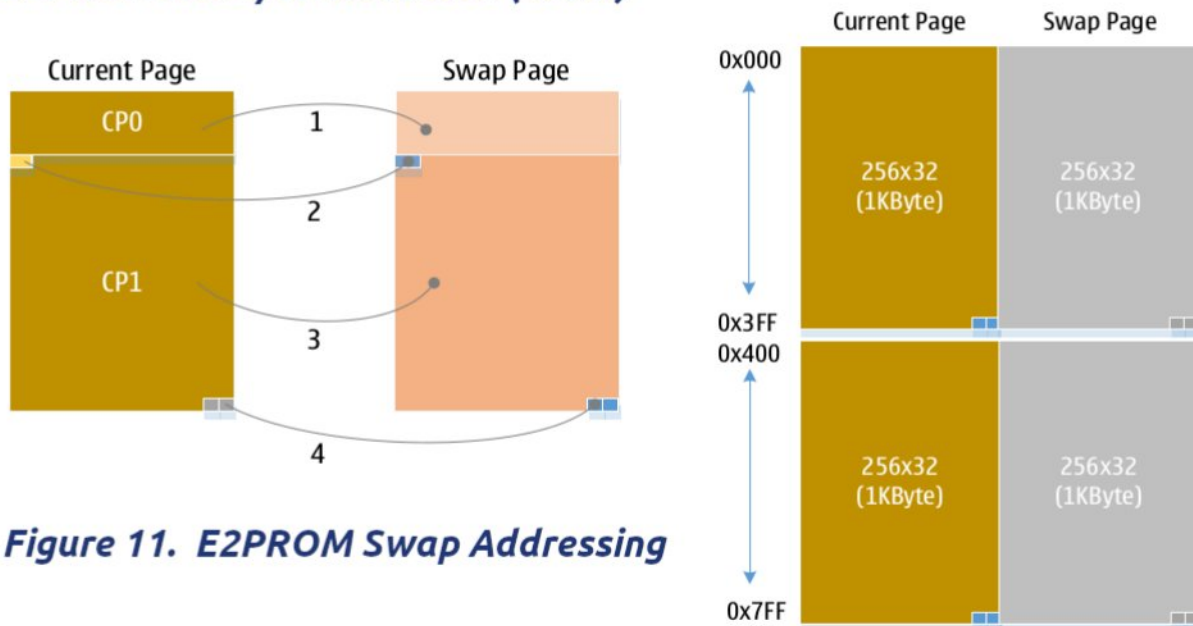 Current Page
Swap Page
CP0
1
2
CP1
3
4
Figure 11. E2PROM Swap Addressing
Current Page
Swap Page
0x000
256x32
(1KByte)
256x32
(1KByte)
0x3FF
0x400
256x32
(1KByte)
256x32
(1KByte)
0x7FF